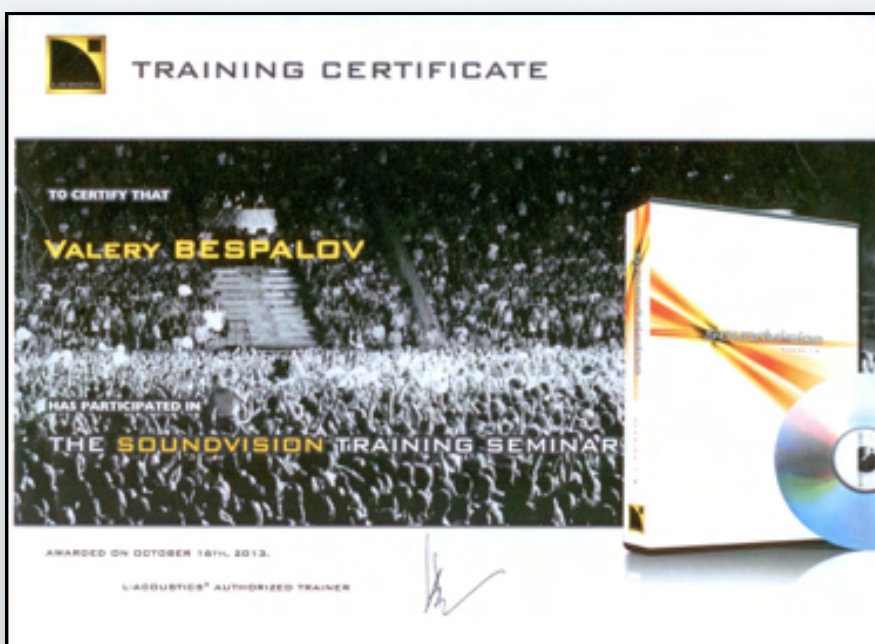 TRAINING CERTIFICATE
TO CERTIFY THAT
VALERY BESPALOV
HAS PARTICIPATED IN
THE SOUNDVISION TRAINING SEMINAR
soundvision
AWARDED ON OCTOBER 16TH, 2013.
L-ACOUSTICS® AUTHORIZED TRAINER